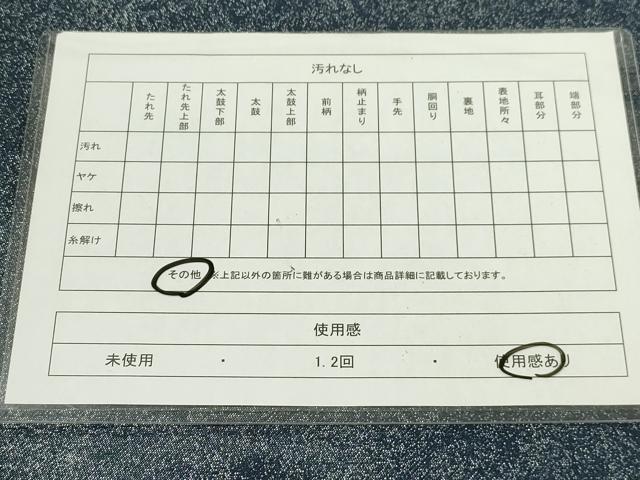 汚れなし
たれ先 たれ先上部 太鼓下部 太鼓 太鼓上部 前柄 柄止まり 手先 胴回り 裏地 表地所々 耳部分 端部分
汚れ
ヤケ
擦れ
糸解け
その他 ※上記以外の箇所に難がある場合は商品詳細に記載しております。
使用感
未使用 ・ 1.2回 ・ 使用感あり